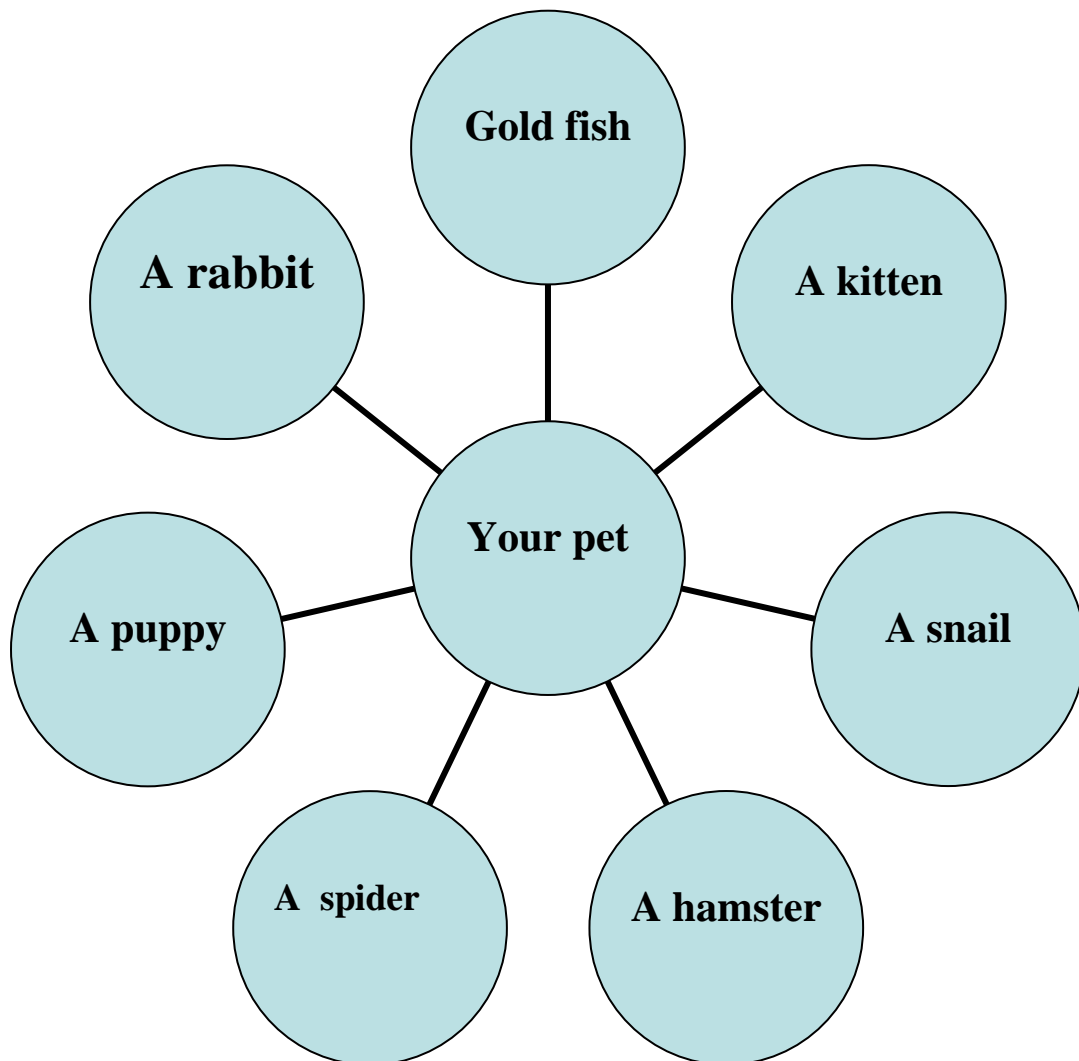 Gold fish
A rabbit
A kitten
Your pet
A puppy
A snail
A  spider
A hamster